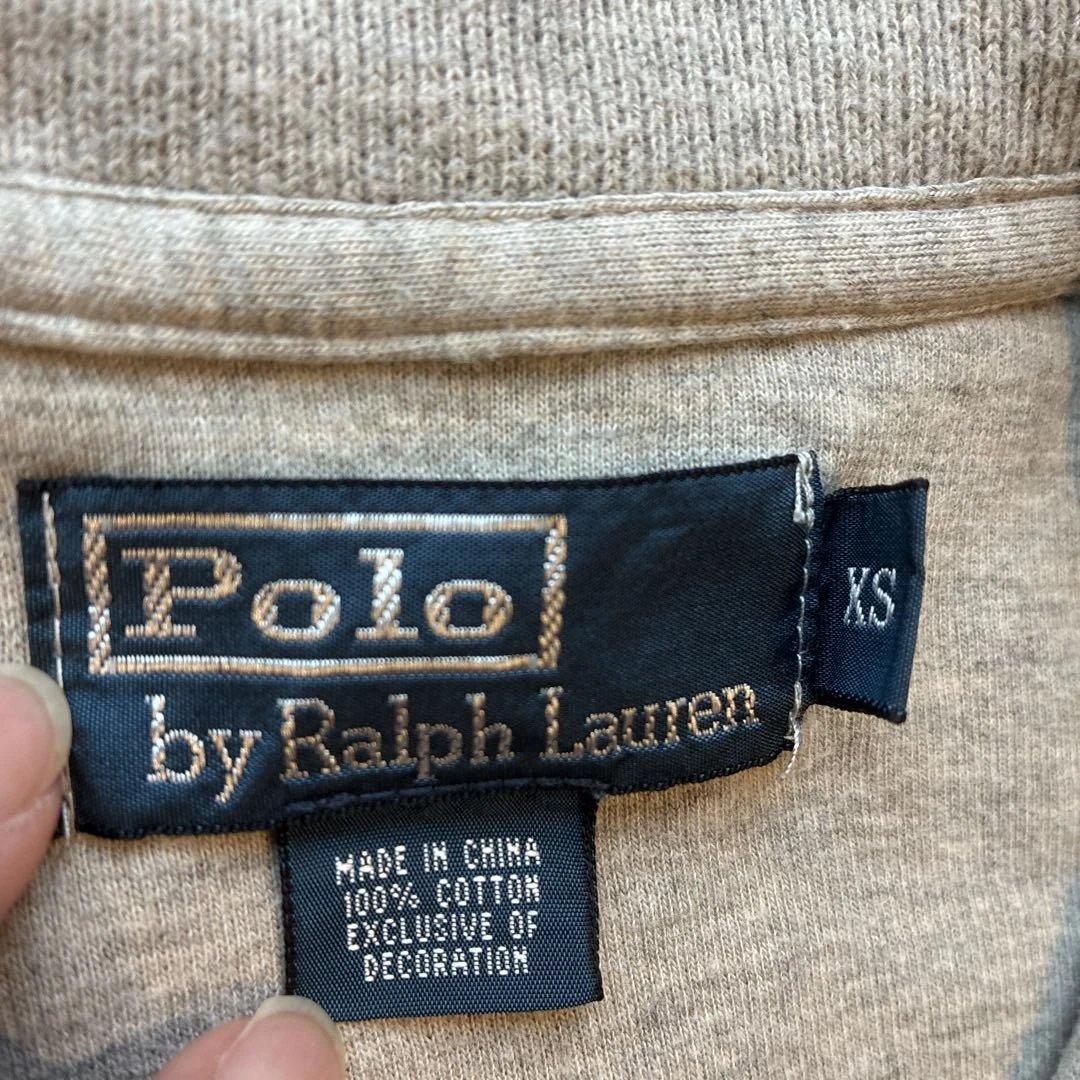 Polo
by Ralph Lauren
XS
MADE IN CHINA
100% COTTON
EXCLUSIVE OF
DECORATION